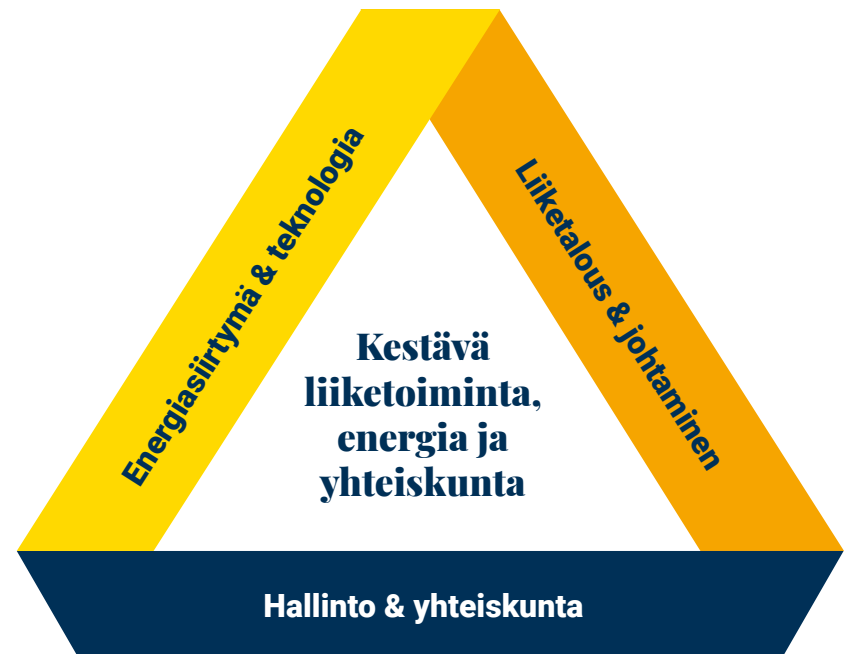 Energiasiirtymä & teknologia
Liiketalous & johtaminen
Kestävä
liiketoiminta,
energia ja
yhteiskunta
Hallinto & yhteiskunta